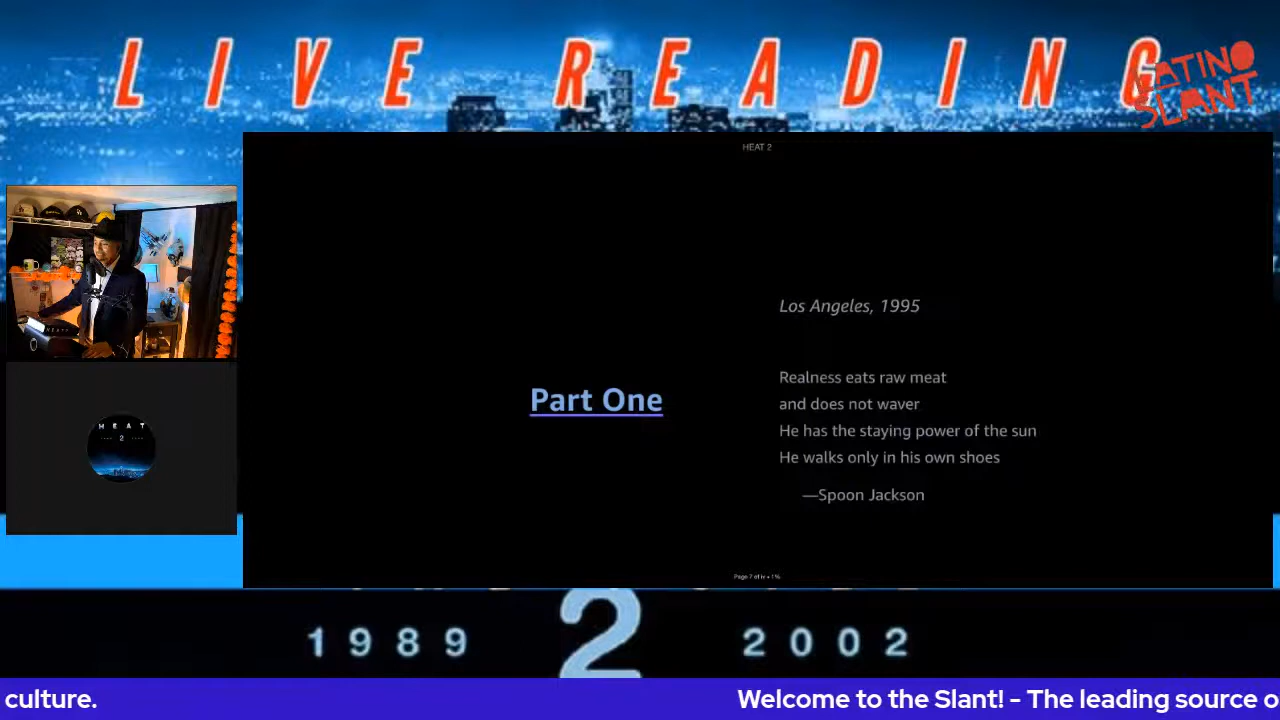 LIVE READING
LATINO
SLANT
HEAT 2
Los Angeles, 1995
Part One
Realness eats raw meat
and does not waver
He has the staying power of the sun
He walks only in his own shoes
—Spoon Jackson
HEAT
2
1989 2 2002
culture. Welcome to the Slant! - The leading source o